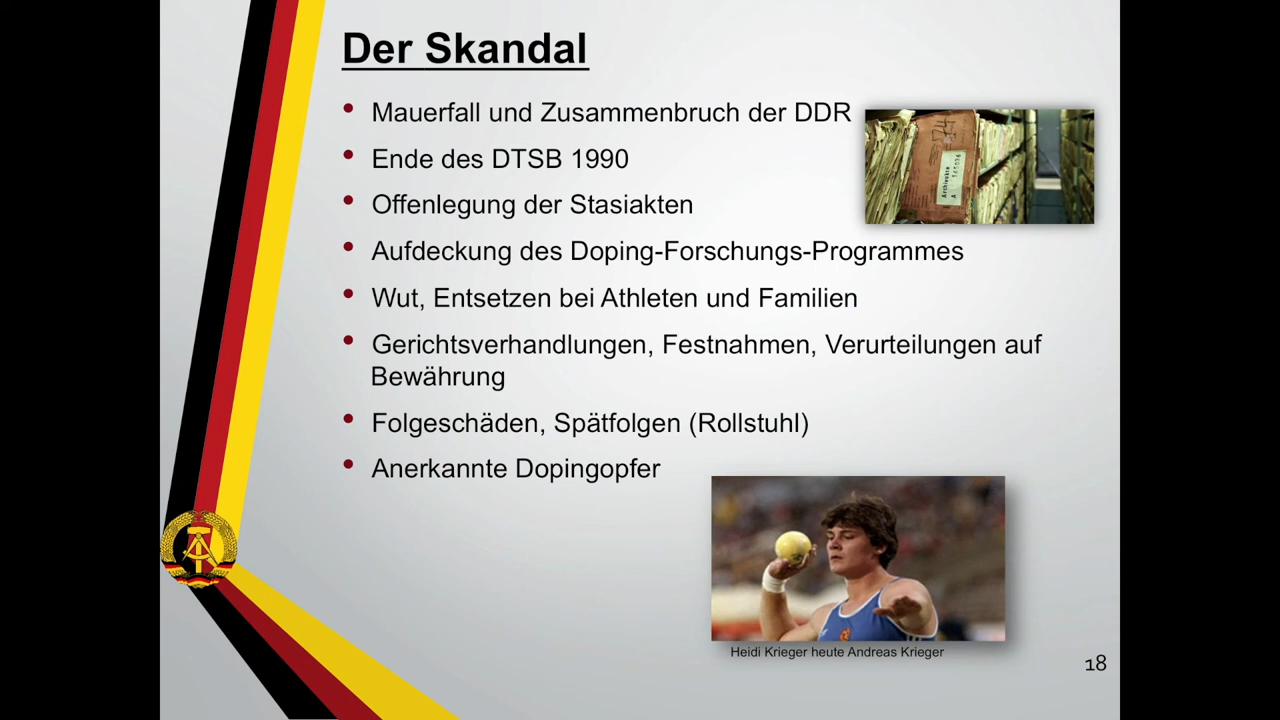 Der Skandal
Mauerfall und Zusammenbruch der DDR
Ende des DTSB 1990
Offenlegung der Stasiakten
Aufdeckung des Doping-Forschungs-Programmes
Wut, Entsetzen bei Athleten und Familien
Gerichtsverhandlungen, Festnahmen, Verurteilungen auf
Bewährung
Folgeschäden, Spätfolgen (Rollstuhl)
Anerkannte Dopingopfer
Heidi Krieger heute Andreas Krieger
18